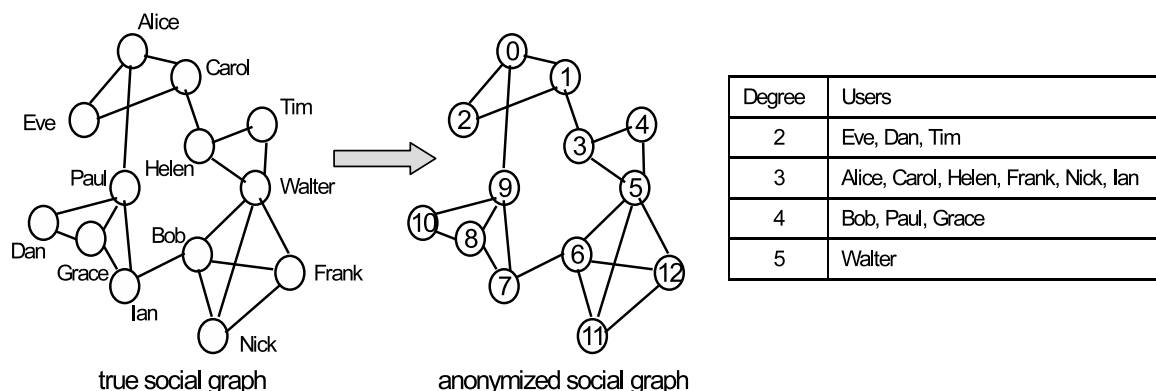 Alice
Carol
Eve
Tim
Helen
Paul
Walter
Dan
Bob
Grace
Frank
Ian
Nick
true social graph
0
1
2
4
3
9
5
10
8
6
7
12
11
anonymized social graph
Degree Users
2 Eve, Dan, Tim
3 Alice, Carol, Helen, Frank, Nick, Ian
4 Bob, Paul, Grace
5 Walter